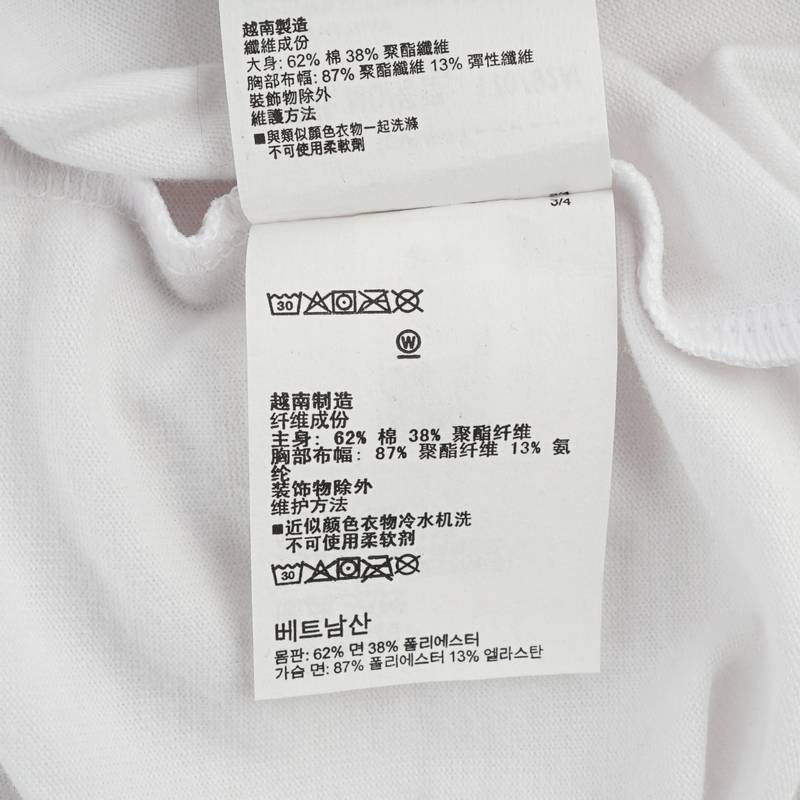 越南製造
纖維成份
大身: 62% 棉 38% 聚酯纖維
胸部布幅: 87% 聚酯纖維 13% 彈性纖維
裝飾物除外
維護方法
■與類似顏色衣物一起洗滌
不可使用柔軟劑
3/4
30
W
越南制造
纤维成份
主身: 62% 棉 38% 聚酯纤维
胸部布幅: 87% 聚酯纤维 13% 氨
纶
装饰物除外
维护方法
■近似颜色衣物冷水机洗
不可使用柔软剂
30
베트남산
몸판: 62% 면 38% 폴리에스터
가슴 면: 87% 폴리에스터 13% 엘라스탄